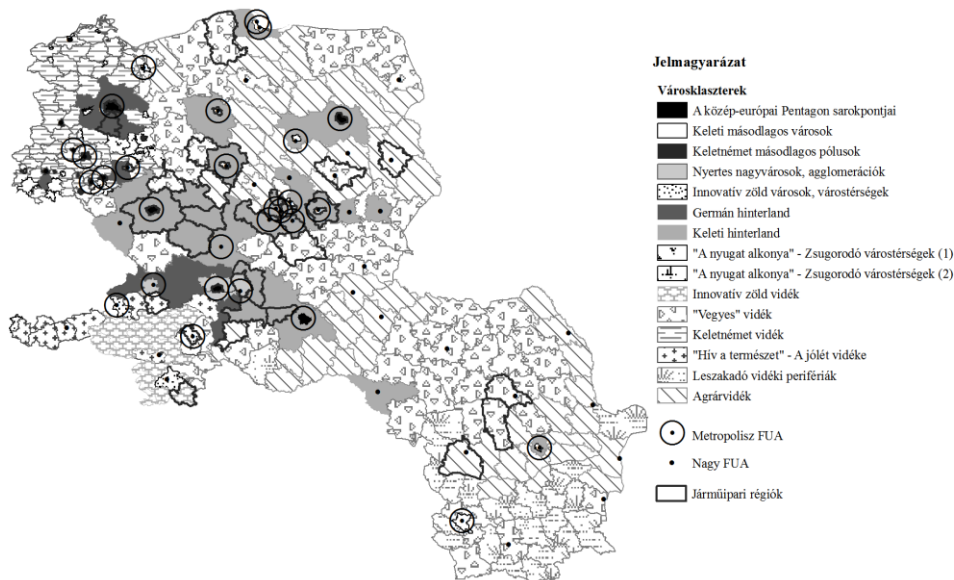 Jelmagyarázat
Városklaszterek
A közép-európai Pentagon sarokpontjai
Keleti másodlagos városok
Keletnémet másodlagos pólusok
Nyertes nagyvárosok, agglomerációk
Innovatív zöld városok, várostérségek
Germán hinterland
Keleti hinterland
"A nyugat alkonya" - Zsugorodó várostérségek (1)
"A nyugat alkonya" - Zsugorodó várostérségek (2)
Innovatív zöld vidék
"Vegyes" vidék
Keletnémet vidék
"Hív a természet" - A jólét vidéke
Leszakadó vidéki perifériák
Agrárvidék
Metropolisz FUA
Nagy FUA
Járműipari régiók